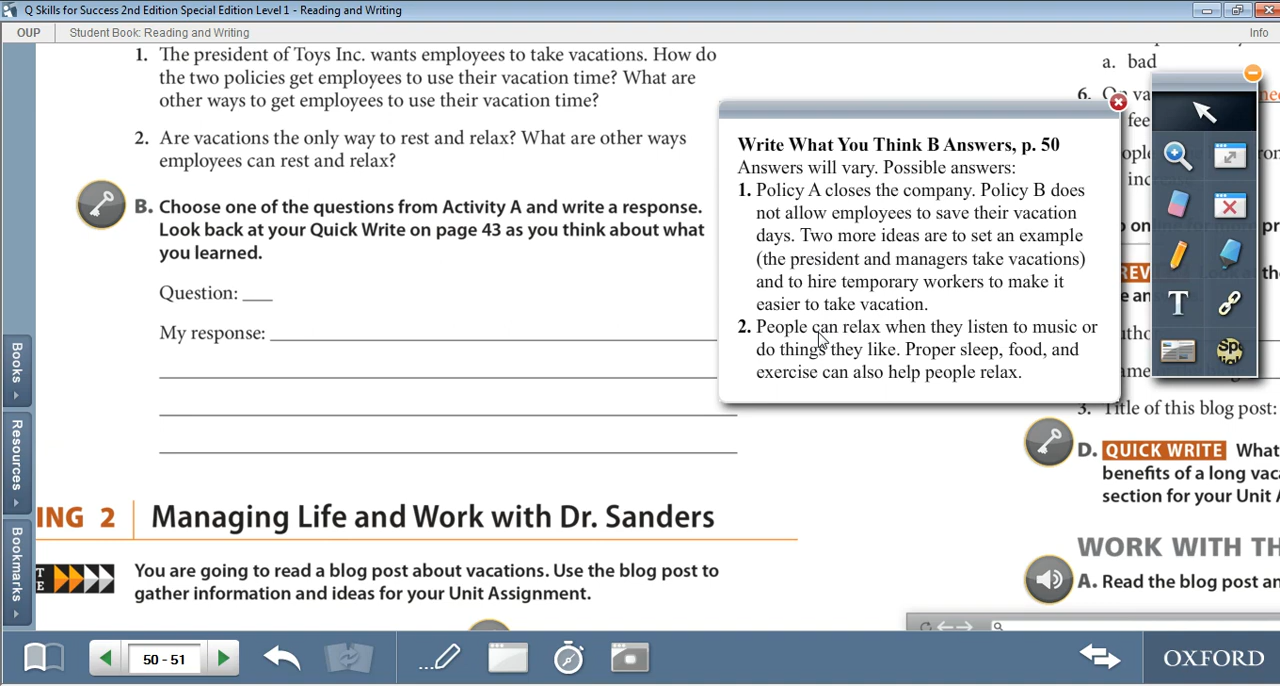 Q Skills for Success 2nd Edition Special Edition Level 1 - Reading and Writing
OUP
Student Book: Reading and Writing
Info
1. The president of Toys Inc. wants employees to take vacations. How do
the two policies get employees to use their vacation time? What are
other ways to get employees to use their vacation time?
2. Are vacations the only way to rest and relax? What are other ways
employees can rest and relax?
B. Choose one of the questions from Activity A and write a response.
Look back at your Quick Write on page 43 as you think about what
you learned.
Question:
My response:
ING 2
Managing Life and Work with Dr. Sanders
You are going to read a blog post about vacations. Use the blog post to
gather information and ideas for your Unit Assignment.
Write What You Think B Answers, p. 50
Answers will vary. Possible answers:
1. Policy A closes the company. Policy B does
not allow employees to save their vacation
days. Two more ideas are to set an example
(the president and managers take vacations)
and to hire temporary workers to make it
easier to take vacation.
2. People can relax when they listen to music or
do things they like. Proper sleep, food, and
exercise can also help people relax.
a. bad
6.
fee
T
3. Title of this blog post:
D. QUICK WRITE What
benefits of a long vac
section for your Unit A
WORK WITH TH
A. Read the blog post an
Books
Resources
Bookmarks
50 - 51
OXFORD